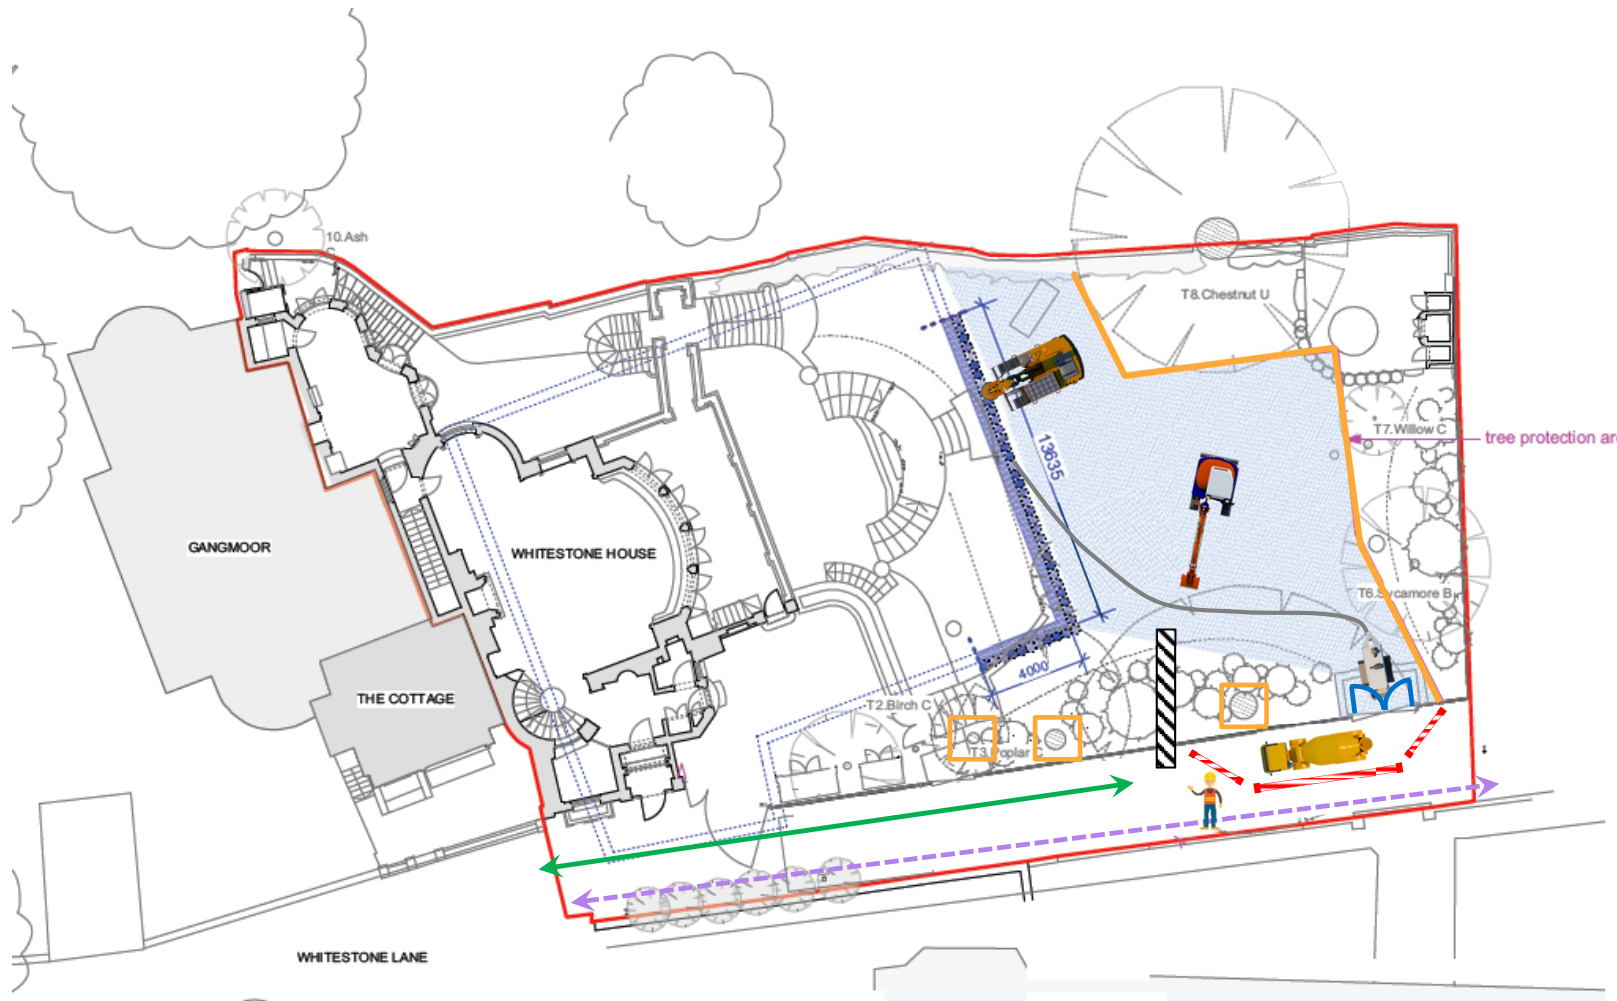 10.Ash
C
T8.Chestnut U
T7.Willow C
tree protection ar
13635
GANGMOOR
WHITESTONE HOUSE
T6.Sycamore B
4000
THE COTTAGE
T2.Birch C
T3.Poplar C
WHITESTONE LANE